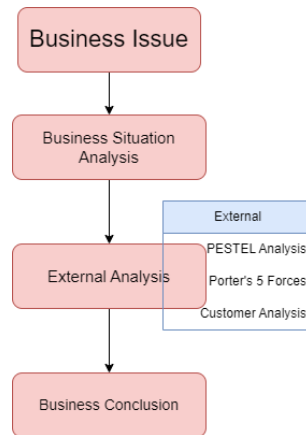 Business Issue
Business Situation
Analysis
External
External Analysis
PESTEL Analysis
Porter's 5 Forces
Customer Analysis
Business Conclusion